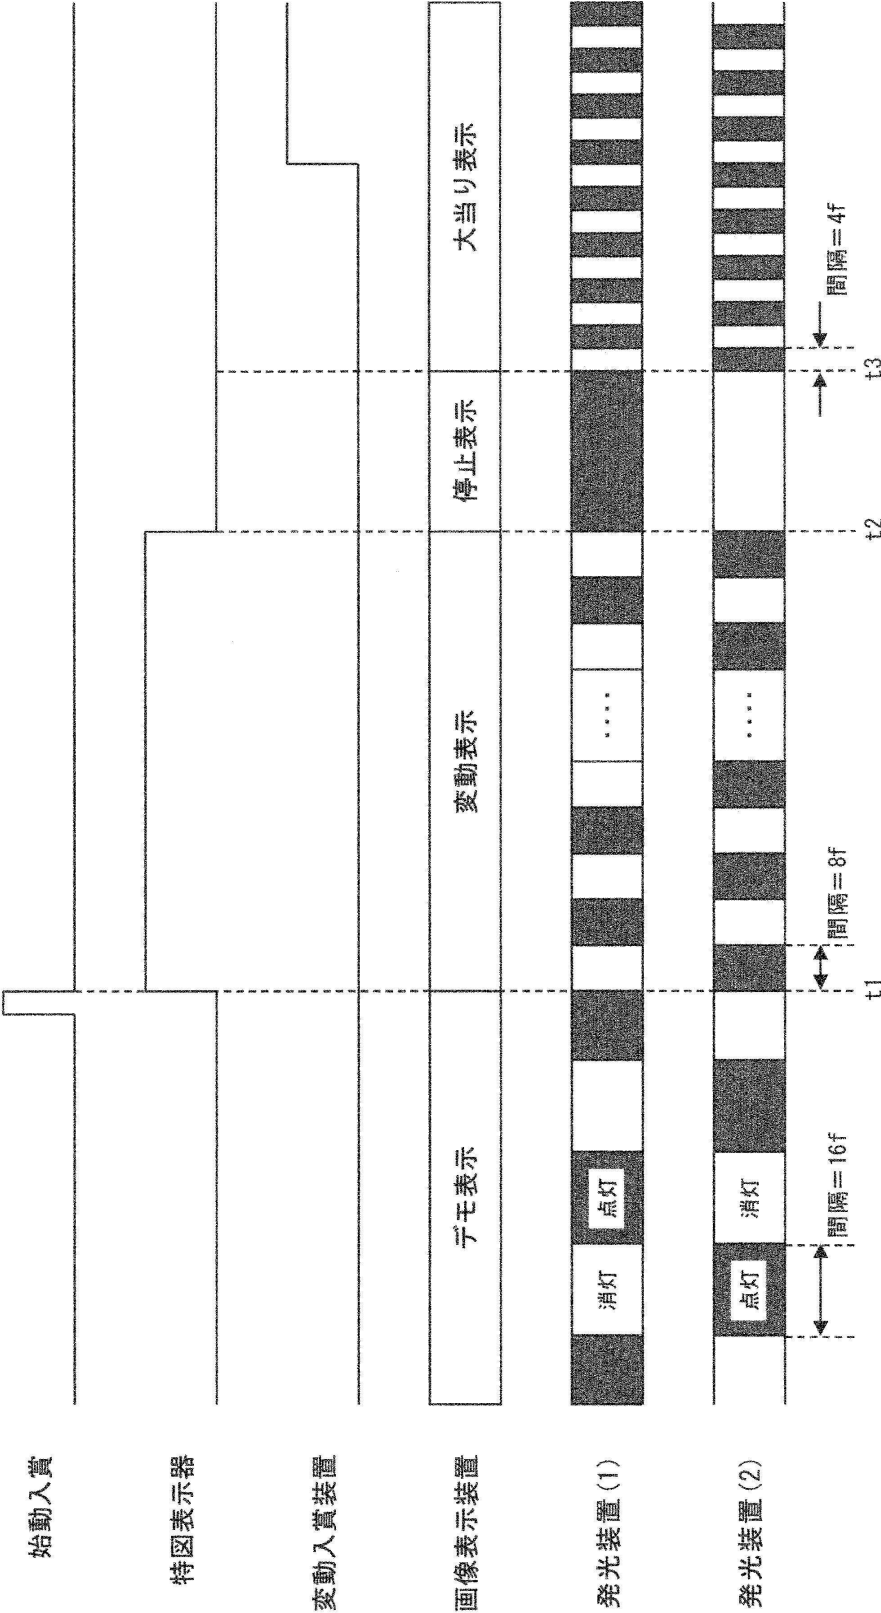 始動入賞
特図表示器
変動入賞装置
画像表示装置
デモ表示
変動表示
停止表示
大当り表示
発光装置(1)
消灯
点灯
‥‥
発光装置(2)
点灯
消灯
‥‥
間隔=16f
間隔=8f
間隔=4f
t1
t2
t3